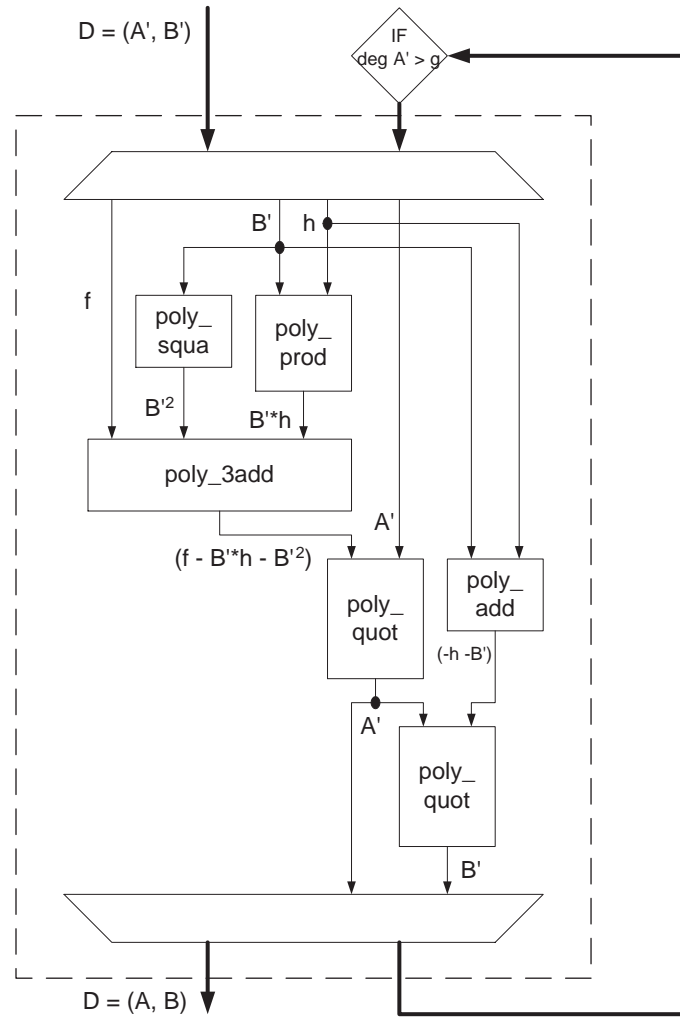 D = (A', B')
IF
deg A' > g
B'
h
f
poly_
squa
poly_
prod
B'²
B'*h
poly_3add
A'
(f - B'*h - B'²)
poly_
quot
poly_
add
(-h -B')
A'
poly_
quot
B'
D = (A, B)